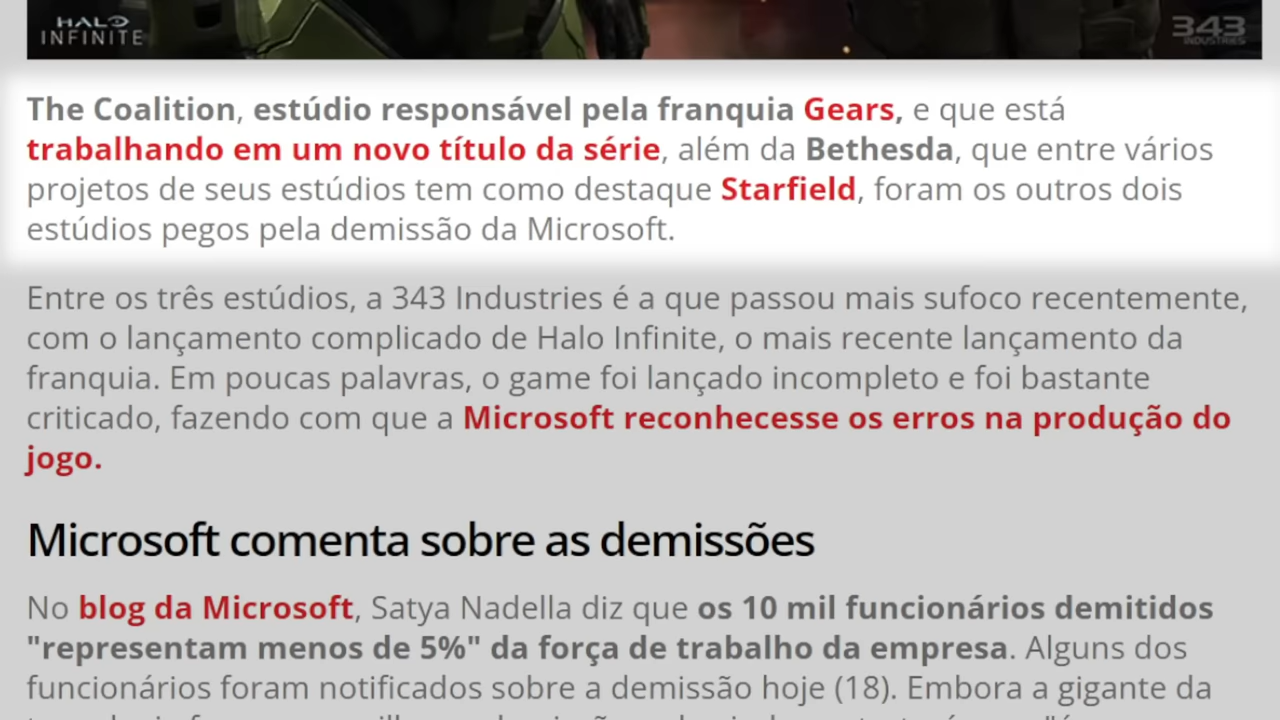 HALO
INFINITE
343
INDUSTRIES
The Coalition, estúdio responsável pela franquia Gears, e que está
trabalhando em um novo título da série, além da Bethesda, que entre vários
projetos de seus estúdios tem como destaque Starfield, foram os outros dois
estúdios pegos pela demissão da Microsoft.
Entre os três estúdios, a 343 Industries é a que passou mais sufoco recentemente,
com o lançamento complicado de Halo Infinite, o mais recente lançamento da
franquia. Em poucas palavras, o game foi lançado incompleto e foi bastante
criticado, fazendo com que a Microsoft reconhecesse os erros na produção do
jogo.
Microsoft comenta sobre as demissões
No blog da Microsoft, Satya Nadella diz que os 10 mil funcionários demitidos
"representam menos de 5%" da força de trabalho da empresa. Alguns dos
funcionários foram notificados sobre a demissão hoje (18). Embora a gigante da